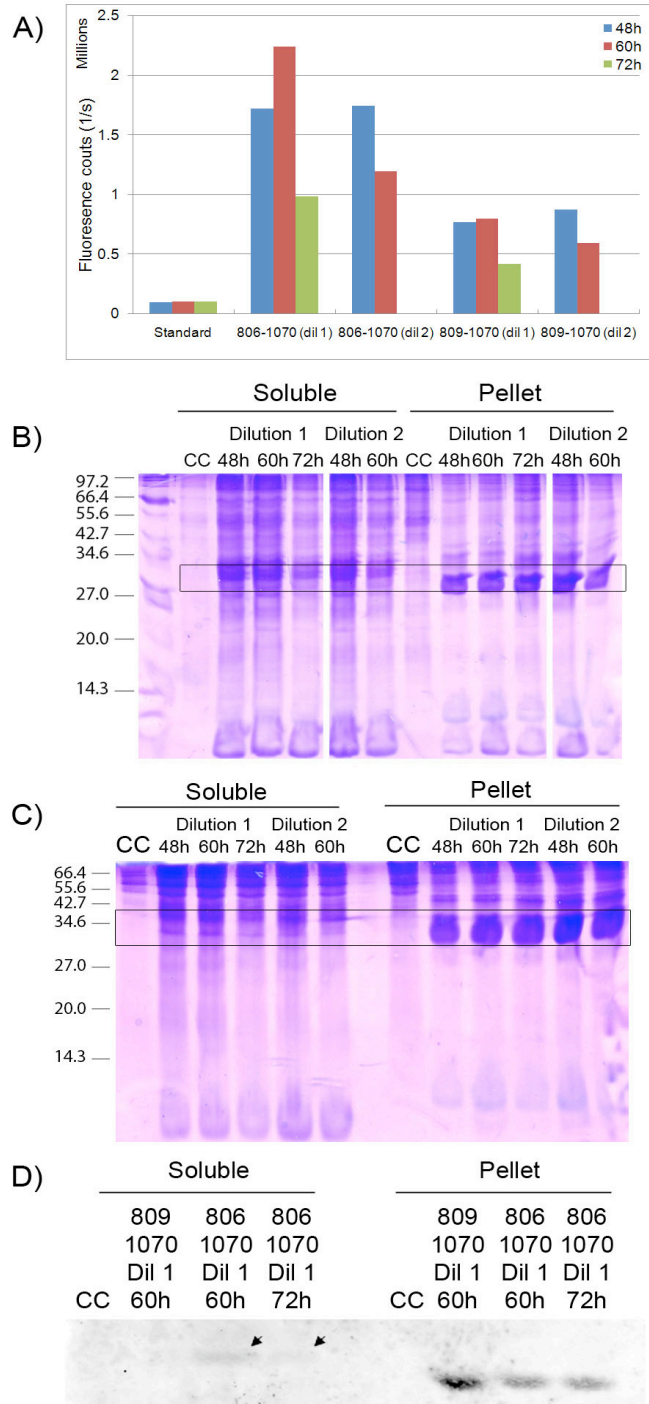 A)
Millions
Fluoresence couts (1/s)
2.5
2
1.5
1
0.5
0
48h
60h
72h
Standard 806-1070 (dil 1) 806-1070 (dil 2) 809-1070 (dil 1) 809-1070 (dil 2)
B)
Soluble Pellet
Dilution 1 Dilution 2 Dilution 1 Dilution 2
CC 48h 60h 72h 48h 60h CC 48h 60h 72h 48h 60h
97.2
66.4
55.6
42.7
34.6
27.0
20.0
14.3
C)
Soluble Pellet
Dilution 1 Dilution 2 Dilution 1 Dilution 2
CC 48h 60h 72h 48h 60h CC 48h 60h 72h 48h 60h
66.4
55.6
42.7
34.6
27.0
20.0
14.3
D)
Soluble Pellet
809 806 806 809 806 806
1070 1070 1070 1070 1070 1070
Dil 1 Dil 1 Dil 1 Dil 1 Dil 1 Dil 1
CC 60h 60h 72h CC 60h 60h 72h